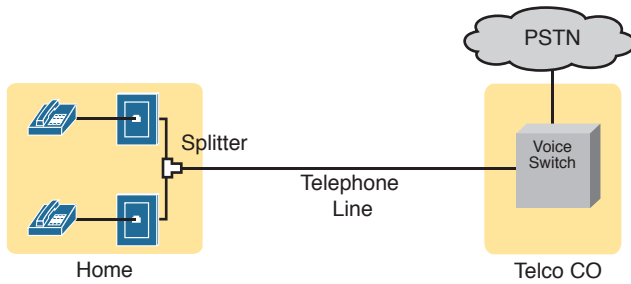 PSTN
Splitter
Voice
Switch
Telephone
Line
Home
Telco CO